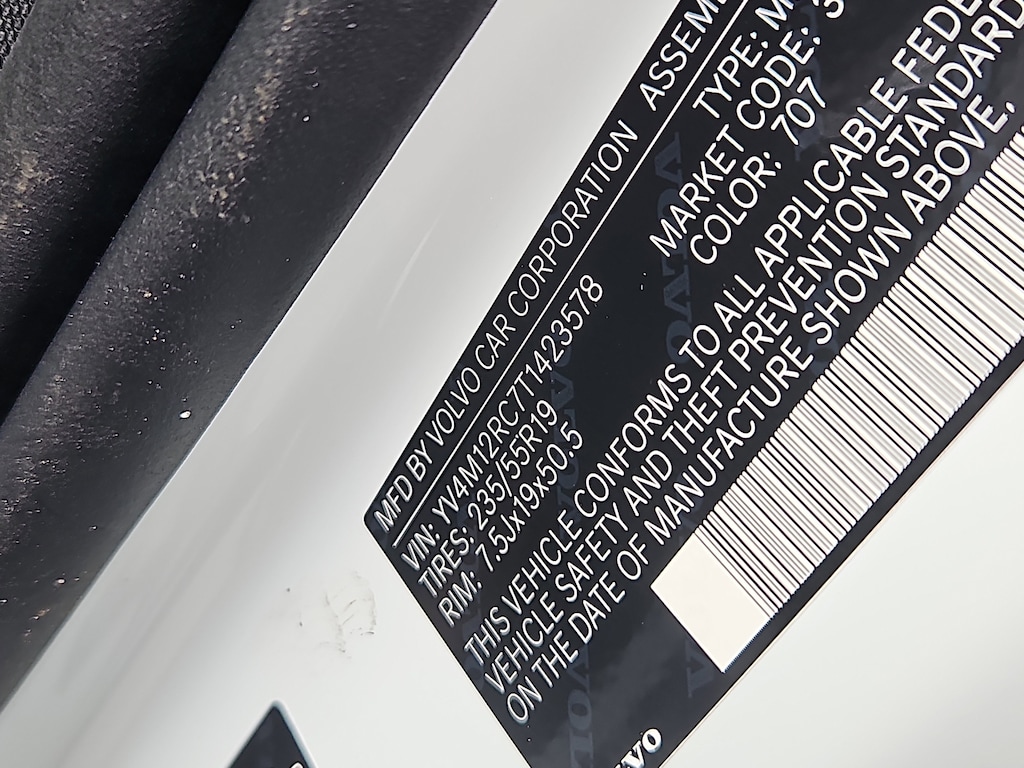 MFD BY VOLVO CAR CORPORATION
VIN: YV4M12RC7T1423578
TIRES: 235/55R19
RIM: 7.5Jx19x50.5
TYPE: M
MARKET CODE: 3
COLOR: 707
THIS VEHICLE CONFORMS TO ALL APPLICABLE
VEHICLE SAFETY AND THEFT PREVENTION STANDARD
ON THE DATE OF MANUFACTURE SHOWN ABOVE.